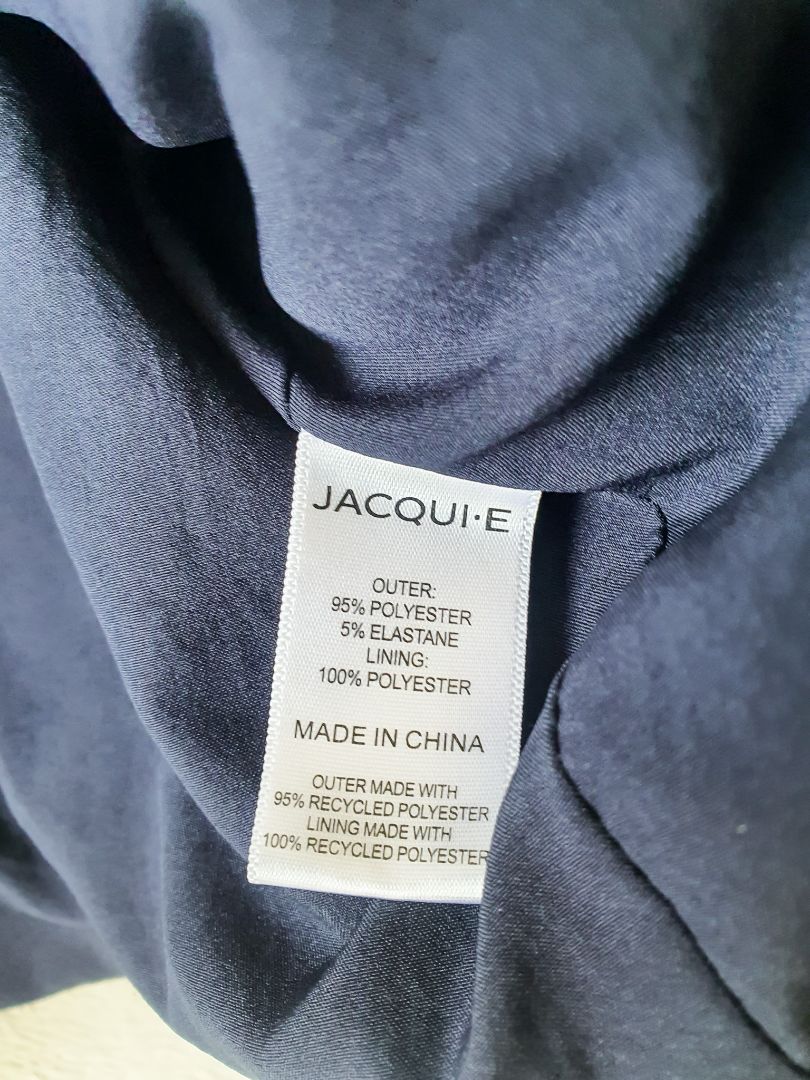 JACQUI·E
OUTER:
95% POLYESTER
5% ELASTANE
LINING:
100% POLYESTER
MADE IN CHINA
OUTER MADE WITH
95% RECYCLED POLYESTER
LINING MADE WITH
100% RECYCLED POLYESTER